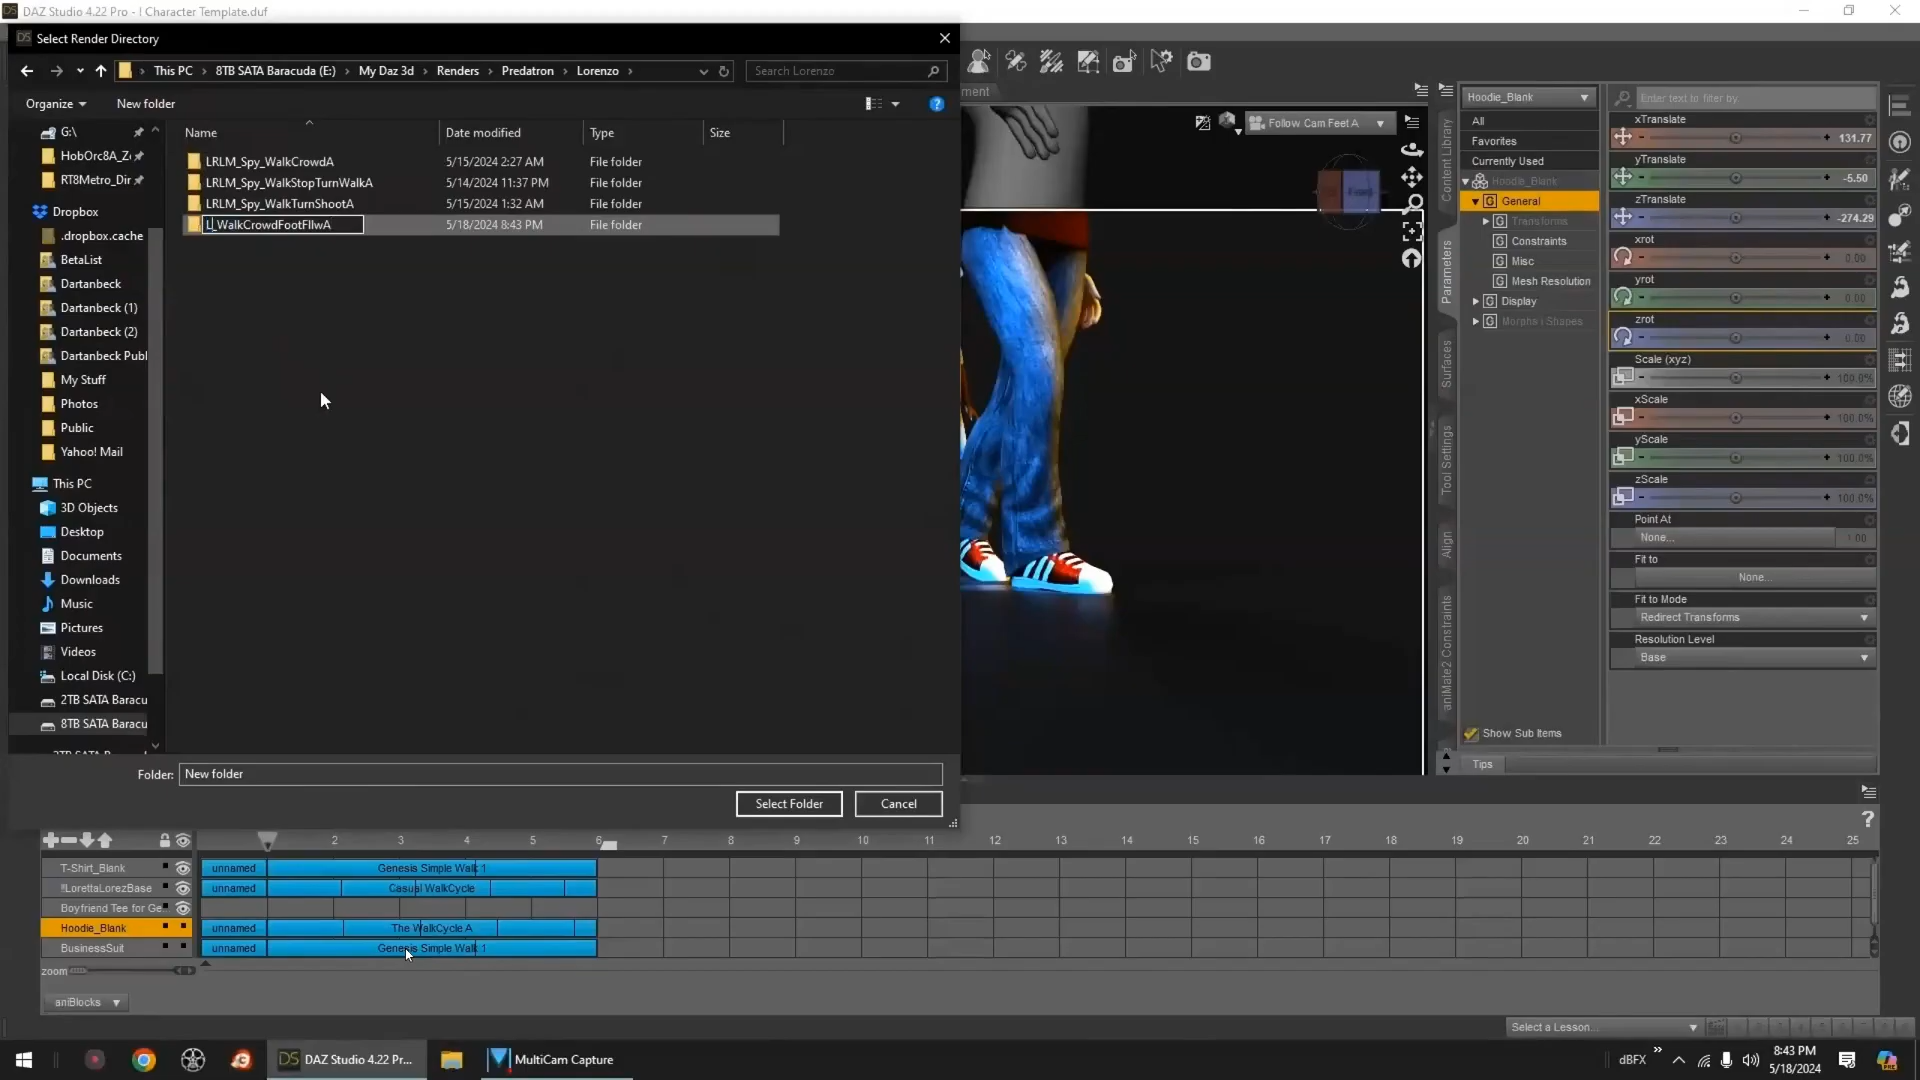 DAZ Studio 4.22 Pro - ! Character Template.duf
Select Render Directory
This PC > 8TB SATA Baracuda (E:) > My Daz 3d > Renders > Predatron > Lorenzo >
Search Lorenzo
Organize
New folder
Name
Date modified
Type
Size
LRLM_Spy_WalkCrowdA 5/15/2024 2:27 AM File folder
LRLM_Spy_WalkStopTurnWalkA 5/14/2024 11:37 PM File folder
LRLM_Spy_WalkTurnShootA 5/15/2024 1:32 AM File folder
L_WalkCrowdFootFllwA 5/18/2024 8:43 PM File folder
G:\
HobOrc8A_Z
RT8Metro_Dir
Dropbox
.dropbox.cache
BetaList
Dartanbeck
Dartanbeck (1)
Dartanbeck (2)
Dartanbeck Publ
My Stuff
Photos
Public
Yahoo! Mail
This PC
3D Objects
Desktop
Documents
Downloads
Music
Pictures
Videos
Local Disk (C:)
2TB SATA Baracu
8TB SATA Baracu
Folder: New folder
Select Folder
Cancel
ment
Follow Cam Feet A
Front
Content Library
Parameters
Surfaces
Tool Settings
Align
aniMate2 Constraints
Hoodie_Blank
All
Favorites
Currently Used
Hoodie_Blank
General
Transforms
Constraints
Misc
Mesh Resolution
Display
Morphs \ Shapes
Show Sub Items
Tips
Enter text to filter by.
xTranslate
131.77
yTranslate
-5.50
zTranslate
-274.29
xrot
0.00
yrot
0.00
zrot
0.00
Scale (xyz)
100.0%
xScale
100.0%
yScale
100.0%
zScale
100.0%
Point At
None...
1.00
Fit to
None...
Fit to Mode
Redirect Transforms
Resolution Level
Base
2 3 4 5 6 7 8 9 10 11 12 13 14 15 16 17 18 19 20 21 22 23 24 25
T-Shirt_Blank unnamed Genesis Simple Walk 1
!!LorettaLorezBase unnamed Casual WalkCycle
Boyfriend Tee for Ge..
Hoodie_Blank unnamed The WalkCycle A
BusinessSuit unnamed Genesis Simple Walk 1
zoom
aniBlocks
Select a Lesson...
DAZ Studio 4.22 Pr...
MultiCam Capture
dBFX
8:43 PM
5/18/2024